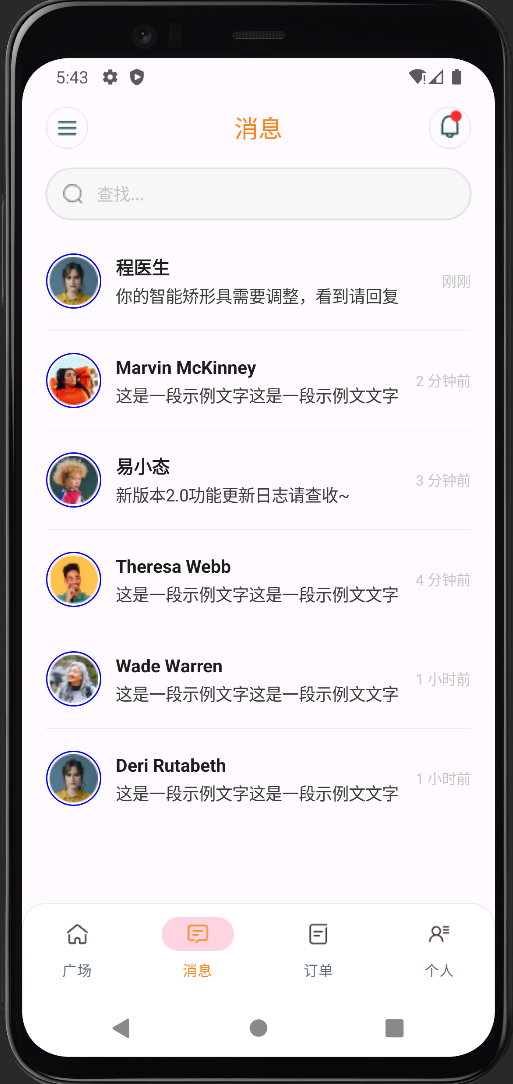 5:43
消息
查找...
程医生
刚刚
你的智能矫形具需要调整，看到请回复
Marvin McKinney
2 分钟前
这是一段示例文字这是一段示例文文字
易小态
3 分钟前
新版本2.0功能更新日志请查收~
Theresa Webb
4 分钟前
这是一段示例文字这是一段示例文文字
Wade Warren
1 小时前
这是一段示例文字这是一段示例文文字
Deri Rutabeth
1 小时前
这是一段示例文字这是一段示例文文字
广场 消息 订单 个人